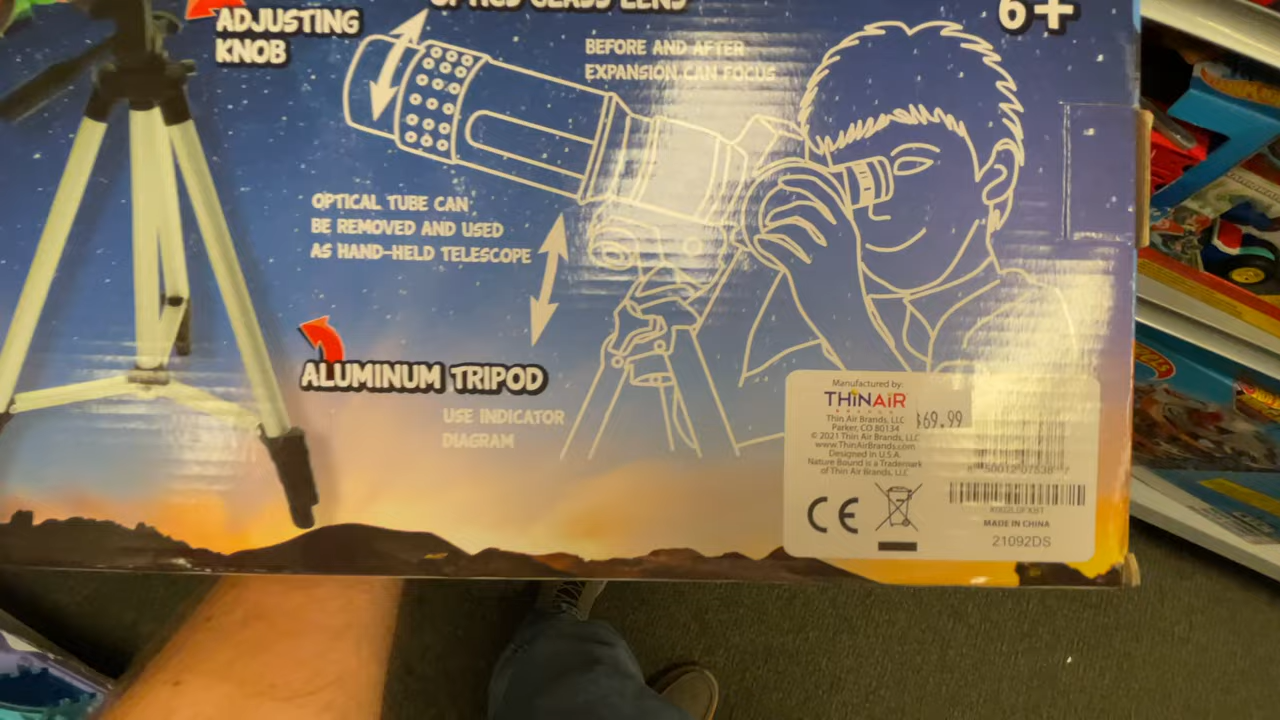 OPTICS GLASS LENS
6+
ADJUSTING
KNOB
BEFORE AND AFTER
EXPANSION CAN FOCUS
OPTICAL TUBE CAN
BE REMOVED AND USED
AS HAND-HELD TELESCOPE
ALUMINUM TRIPOD
USE INDICATOR
DIAGRAM
Manufactured by:
THiNAiR
BRANDS
Thin Air Brands, LLC
Parker, CO 80134
© 2021 Thin Air Brands, LLC
www.ThinAirBrands.com
Designed in U.S.A.
Nature Bound is a Trademark
of Thin Air Brands, LLC
$69.99
CE
MADE IN CHINA
21092DS